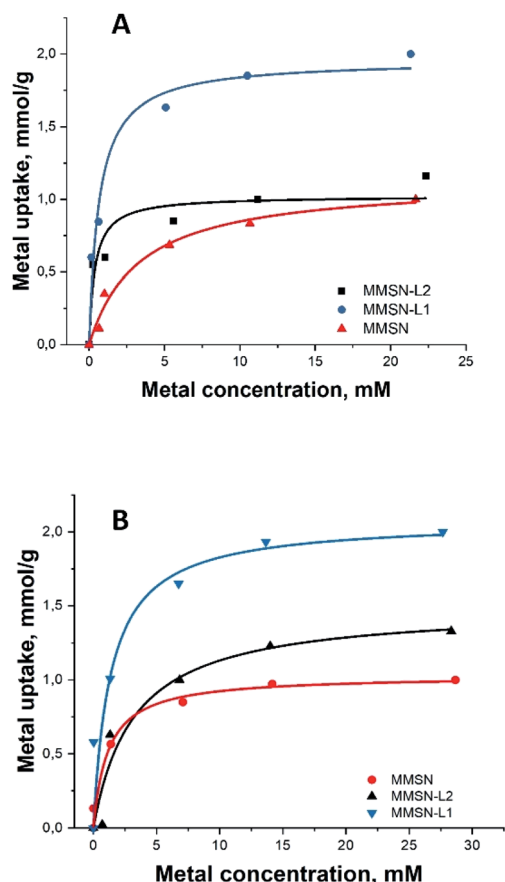 A
Metal uptake, mmol/g
2,0
1,5
1,0
0,5
0,0
MMSN-L2
MMSN-L1
MMSN
0 5 10 15 20 25
Metal concentration, mM
B
Metal uptake, mmol/g
2,0
1,5
1,0
0,5
0,0
MMSN
MMSN-L2
MMSN-L1
0 5 10 15 20 25 30
Metal concentration, mM